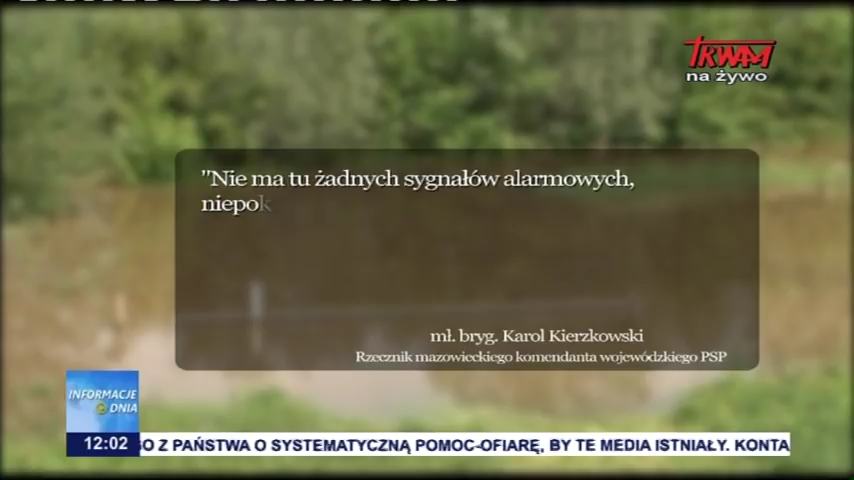 TRWAM
na żywo
"Nie ma tu żadnych sygnałów alarmowych,
niepok
mł. bryg. Karol Kierzkowski
Rzecznik mazowieckiego komendanta wojewódzkiego PSP
INFORMACJE
DNIA
12:02
GO Z PAŃSTWA O SYSTEMATYCZNĄ POMOC-OFIARĘ, BY TE MEDIA ISTNIAŁY. KONTA